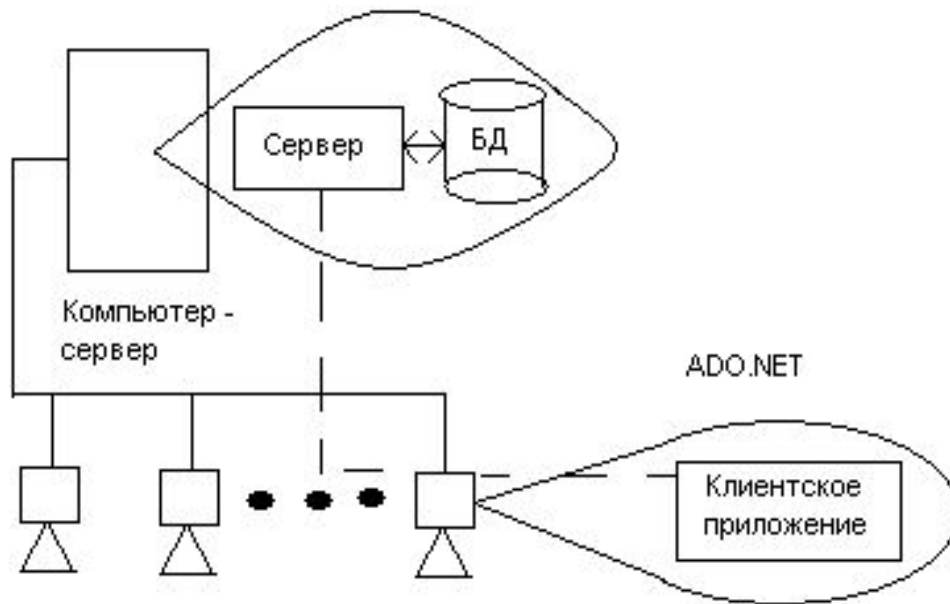 Сервер
БД
Компьютер -
сервер
ADO.NET
Клиентское
приложение